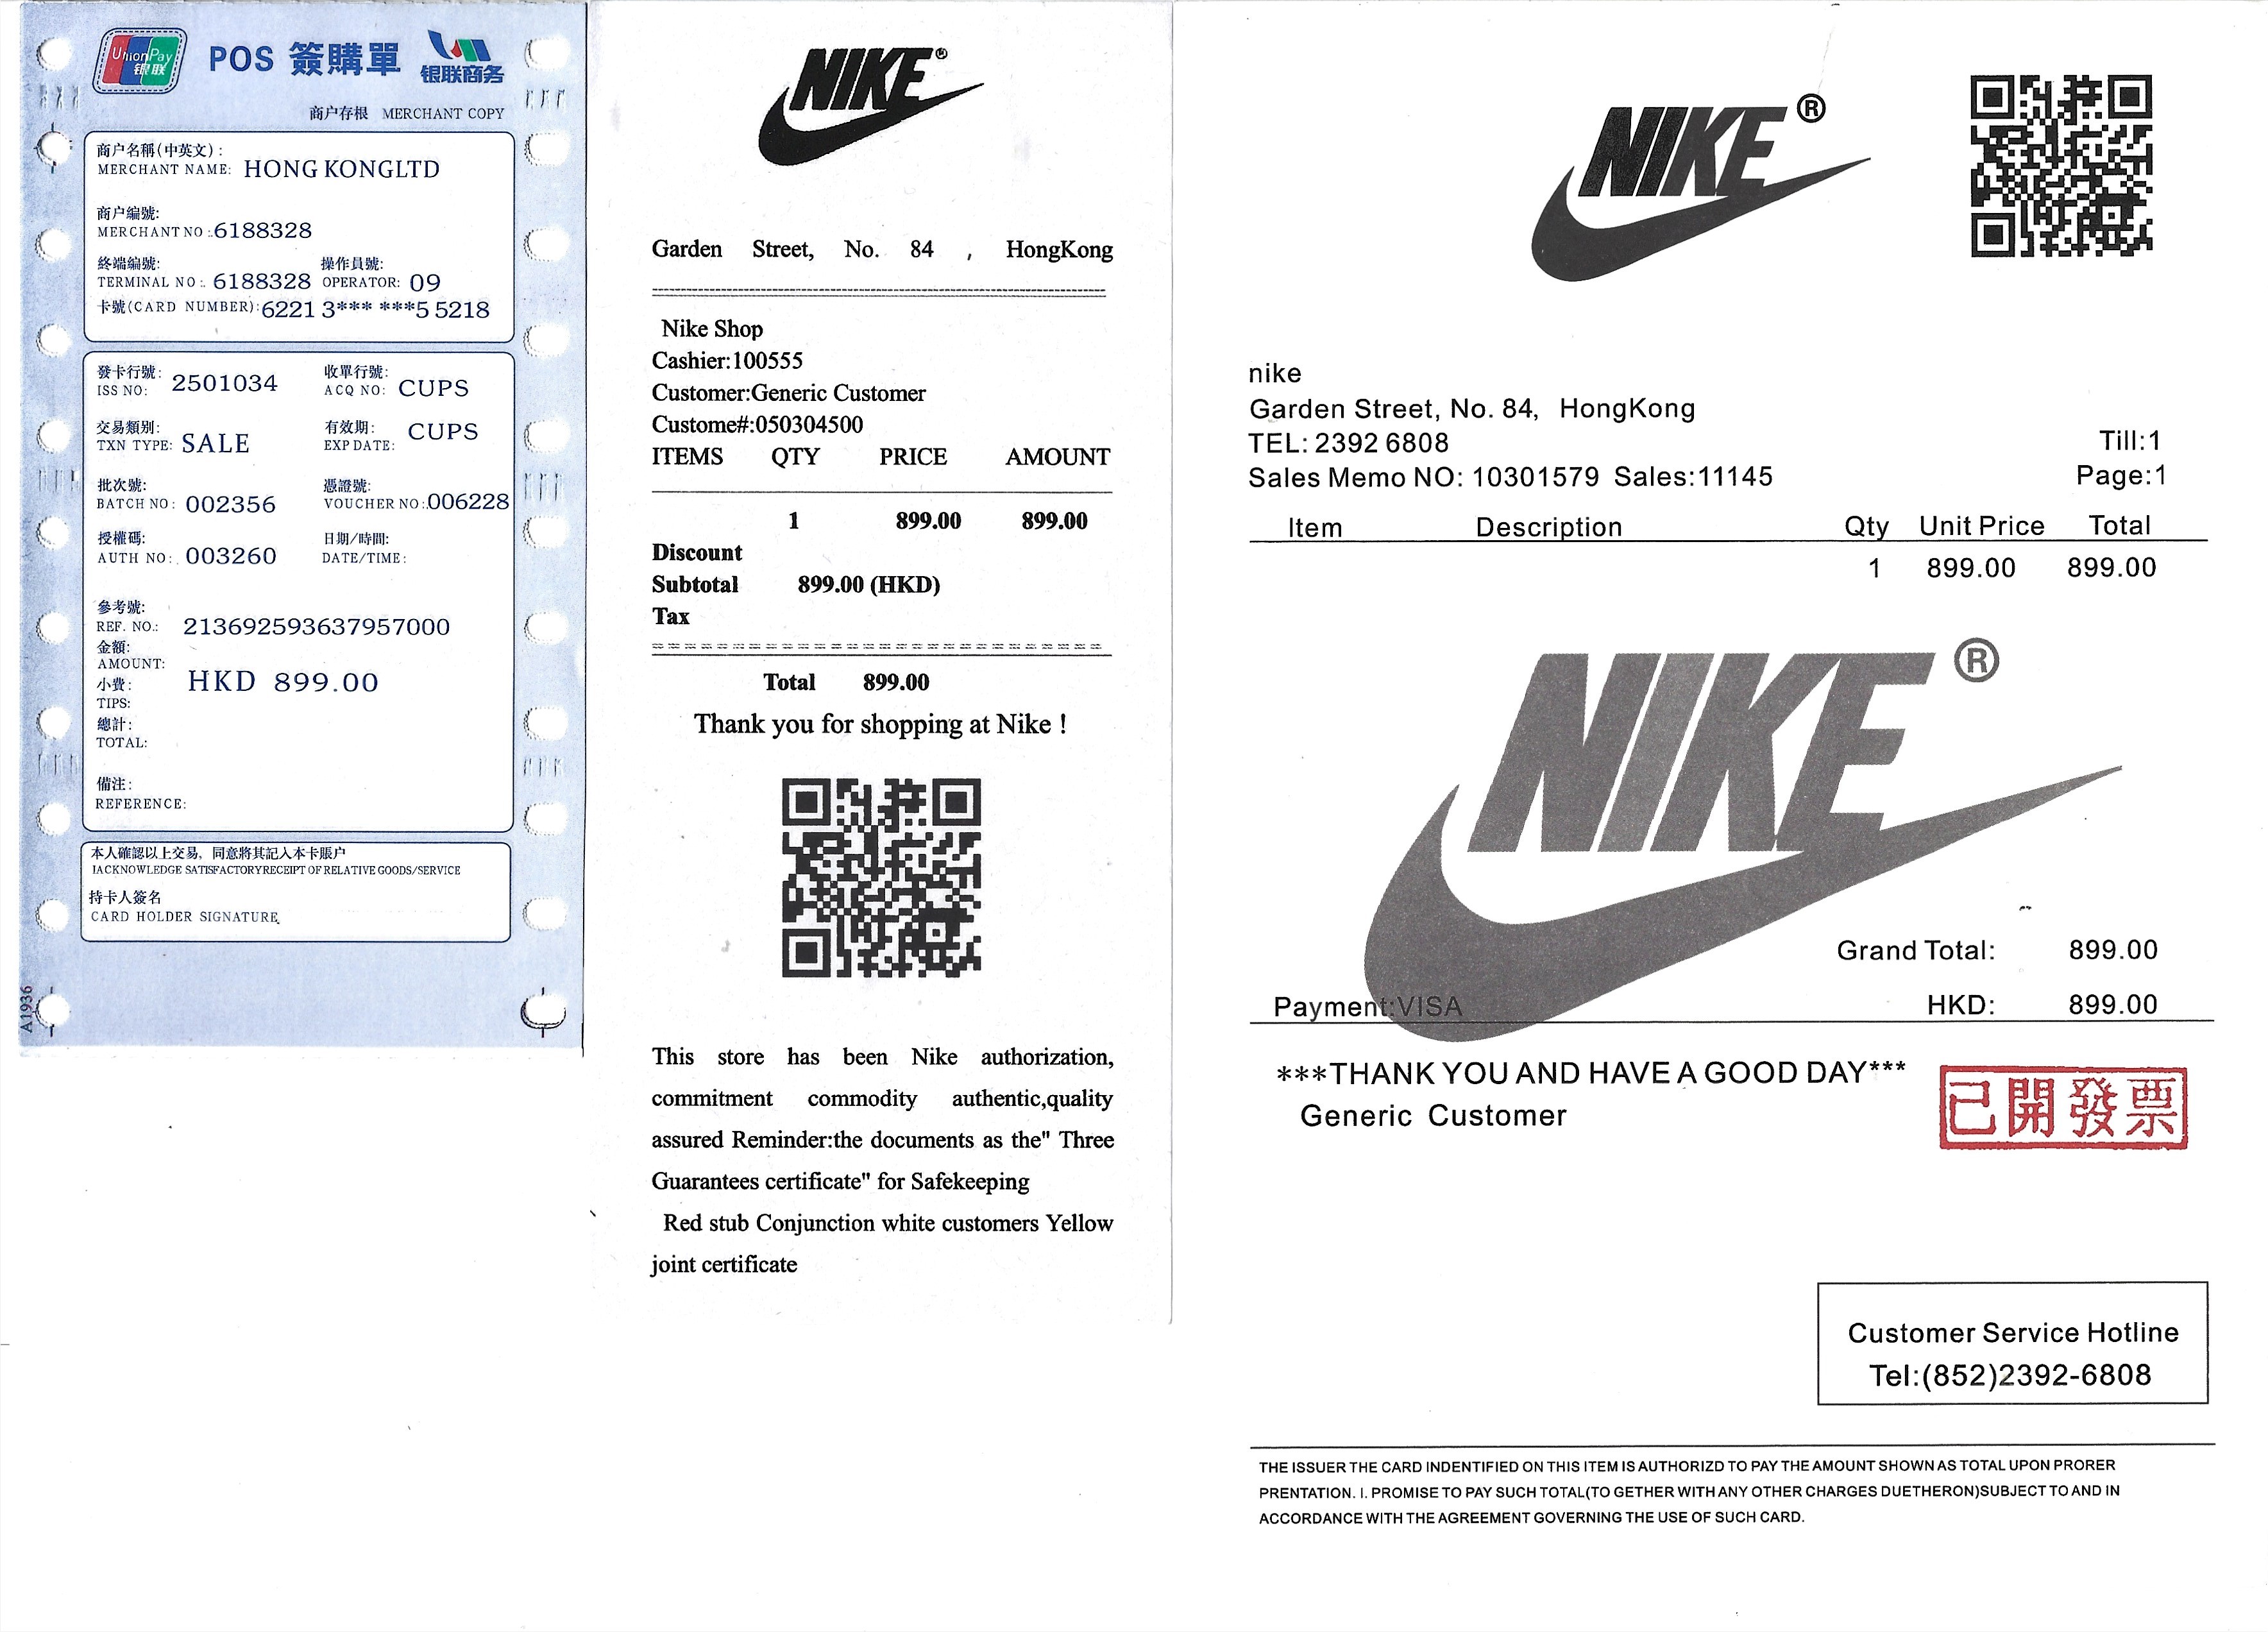 UnionPay
银联
POS 簽購單
银联商务
商户存根 MERCHANT COPY
商户名稱(中英文):
MERCHANT NAME: HONG KONGLTD
商户編號:
MERCHANT NO.:6188328
終端編號: 操作員號:
TERMINAL NO.: 6188328 OPERATOR: 09
卡號(CARD NUMBER):6221 3*** ***5 5218
發卡行號: 收單行號:
ISS NO: 2501034 ACQ NO: CUPS
交易類别: 有效期:
TXN TYPE: SALE EXP DATE: CUPS
批次號: 憑證號:
BATCH NO: 002356 VOUCHER NO:.006228
授權碼: 日期/時間:
AUTH NO:. 003260 DATE/TIME:
參考號:
REF. NO.: 213692593637957000
金額:
AMOUNT: HKD 899.00
小費:
TIPS:
總計:
TOTAL:
備注:
REFERENCE:
本人確認以上交易, 同意將其記入本卡賬户
IACKNOWLEDGE SATISFACTORYRECEIPT OF RELATIVE GOODS/SERVICE
持卡人簽名
CARD HOLDER SIGNATURE
A1936
NIKE®
Garden Street, No. 84 , HongKong
Nike Shop
Cashier:100555
Customer:Generic Customer
Custome#:050304500
ITEMS QTY PRICE AMOUNT
1 899.00 899.00
Discount
Subtotal 899.00 (HKD)
Tax
Total 899.00
Thank you for shopping at Nike !
This store has been Nike authorization,
commitment commodity authentic,quality
assured Reminder:the documents as the" Three
Guarantees certificate" for Safekeeping
Red stub Conjunction white customers Yellow
joint certificate
NIKE®
nike
Garden Street, No. 84, HongKong
TEL: 2392 6808 Till:1
Sales Memo NO: 10301579 Sales:11145 Page:1
Item Description Qty Unit Price Total
1 899.00 899.00
NIKE®
Grand Total: 899.00
Payment:VISA HKD: 899.00
***THANK YOU AND HAVE A GOOD DAY***
Generic Customer
已開發票
Customer Service Hotline
Tel:(852)2392-6808
THE ISSUER THE CARD INDENTIFIED ON THIS ITEM IS AUTHORIZD TO PAY THE AMOUNT SHOWN AS TOTAL UPON PRORER
PRENTATION. I. PROMISE TO PAY SUCH TOTAL(TO GETHER WITH ANY OTHER CHARGES DUETHERON)SUBJECT TO AND IN
ACCORDANCE WITH THE AGREEMENT GOVERNING THE USE OF SUCH CARD.